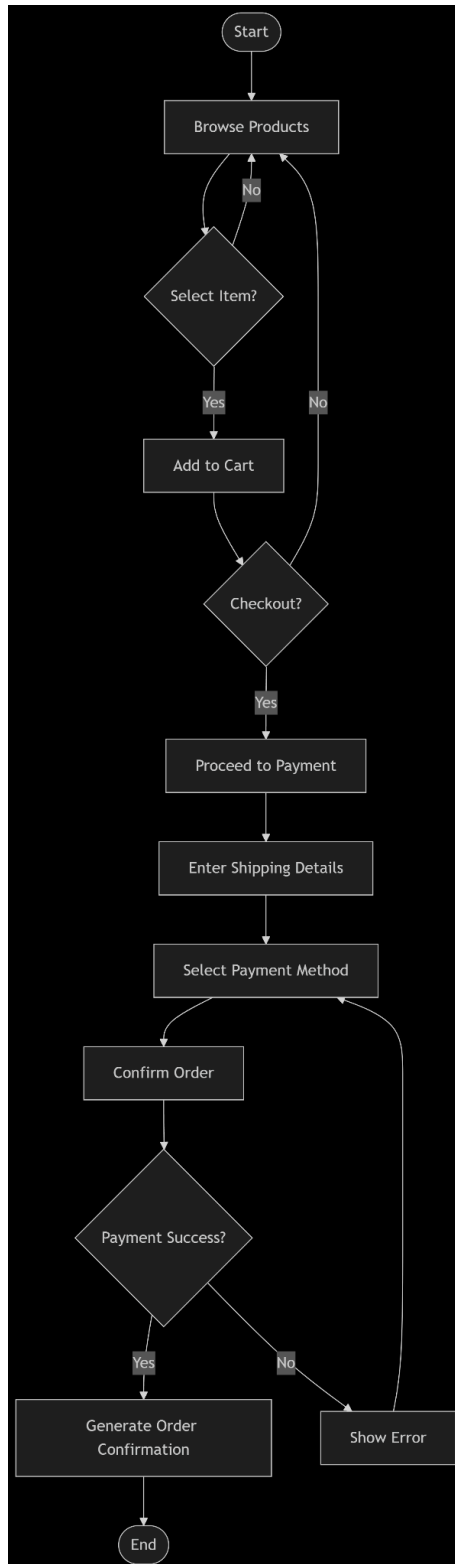 Start
Browse Products
No
Select Item?
Yes
No
Add to Cart
Checkout?
Yes
Proceed to Payment
Enter Shipping Details
Select Payment Method
Confirm Order
Payment Success?
Yes
No
Generate Order
Confirmation
Show Error
End